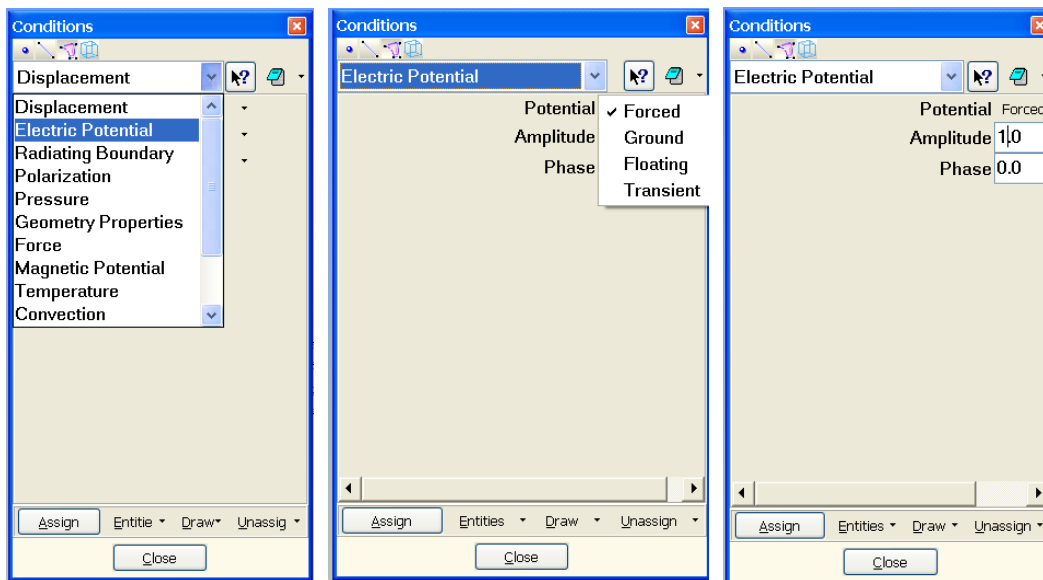 Conditions
Displacement
Displacement
Electric Potential
Radiating Boundary
Polarization
Pressure
Geometry Properties
Force
Magnetic Potential
Temperature
Convection
Assign Entitie Draw Unassig
Close
Conditions
Electric Potential
Potential
Amplitude
Phase
Forced
Ground
Floating
Transient
Assign Entities Draw Unassign
Close
Conditions
Electric Potential
Potential Forced
Amplitude 1.0
Phase 0.0
Assign Entities Draw Unassign
Close